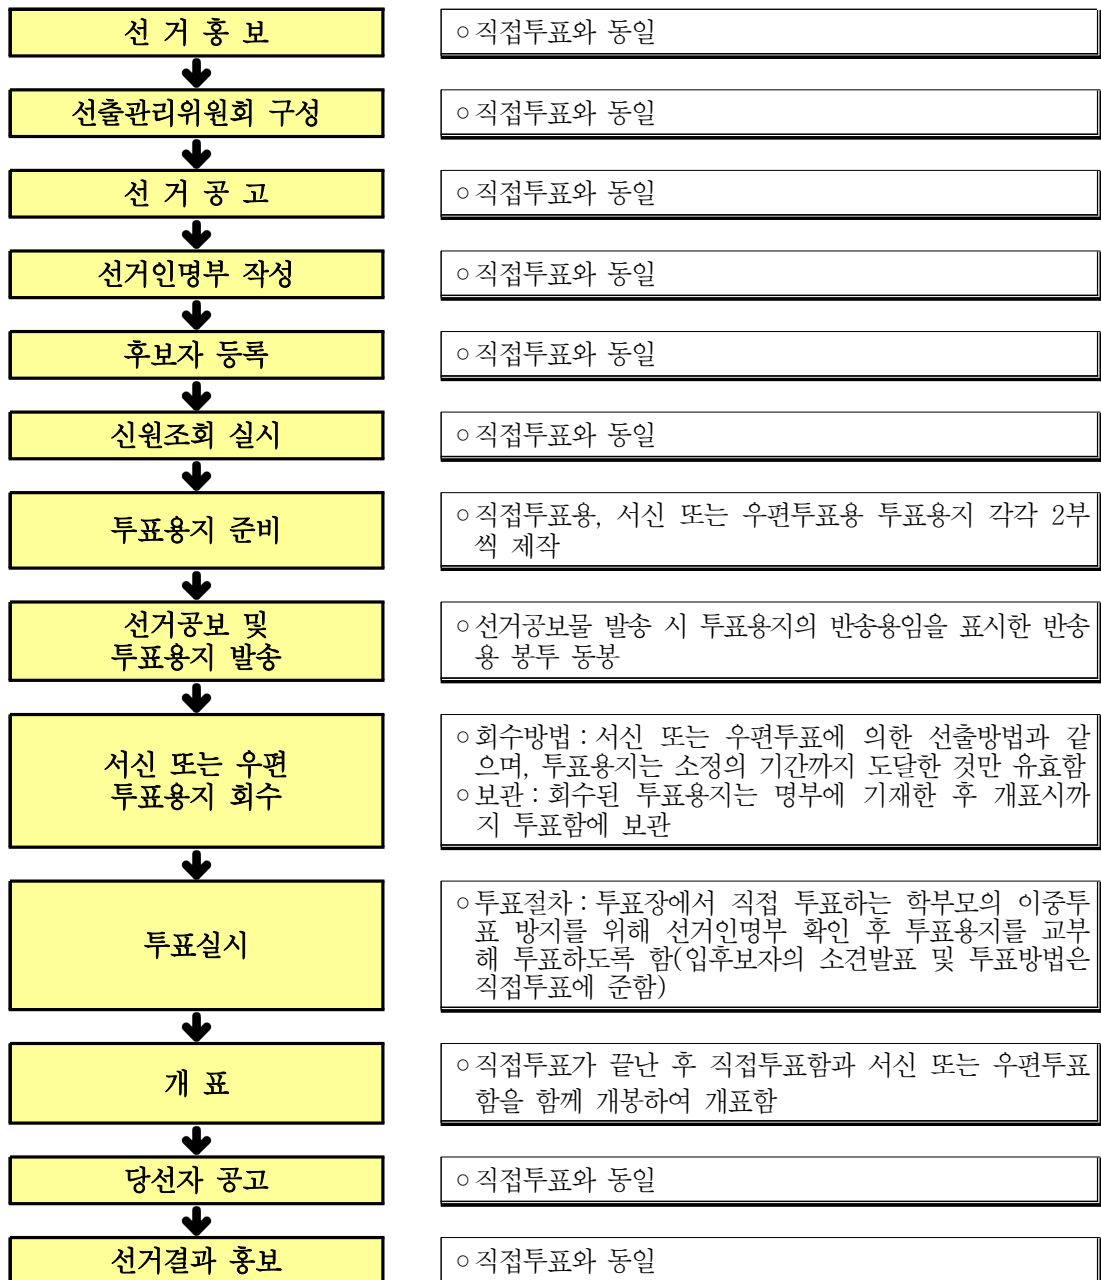 선 거 홍 보
○직접투표와 동일
선출관리위원회 구성
○직접투표와 동일
선 거 공 고
○직접투표와 동일
선거인명부 작성
○직접투표와 동일
후보자 등록
○직접투표와 동일
신원조회 실시
○직접투표와 동일
투표용지 준비
○직접투표용, 서신 또는 우편투표용 투표용지 각각 2부
씩 제작
선거공보 및
투표용지 발송
○선거공보물 발송 시 투표용지의 반송용임을 표시한 반송
용 봉투 동봉
서신 또는 우편
투표용지 회수
○회수방법 : 서신 또는 우편투표에 의한 선출방법과 같
으며, 투표용지는 소정의 기간까지 도달한 것만 유효함
○보관 : 회수된 투표용지는 명부에 기재한 후 개표시까
지 투표함에 보관
투표실시
○투표절차 : 투표장에서 직접 투표하는 학부모의 이중투
표 방지를 위해 선거인명부 확인 후 투표용지를 교부
해 투표하도록 함(입후보자의 소견발표 및 투표방법은
직접투표에 준함)
개 표
○직접투표가 끝난 후 직접투표함과 서신 또는 우편투표
함을 함께 개봉하여 개표함
당선자 공고
○직접투표와 동일
선거결과 홍보
○직접투표와 동일